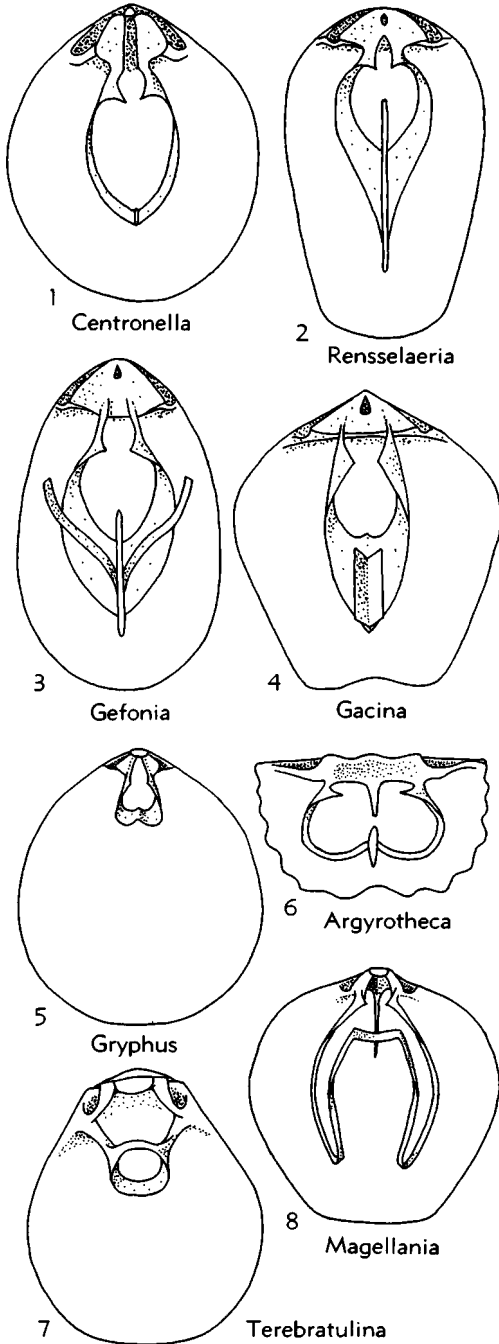 1
Centronella
2
Rensselaeria
3
Gefonia
4
Gacina
5
Gryphus
6
Argyrotheca
7
Terebratulina
8
Magellania